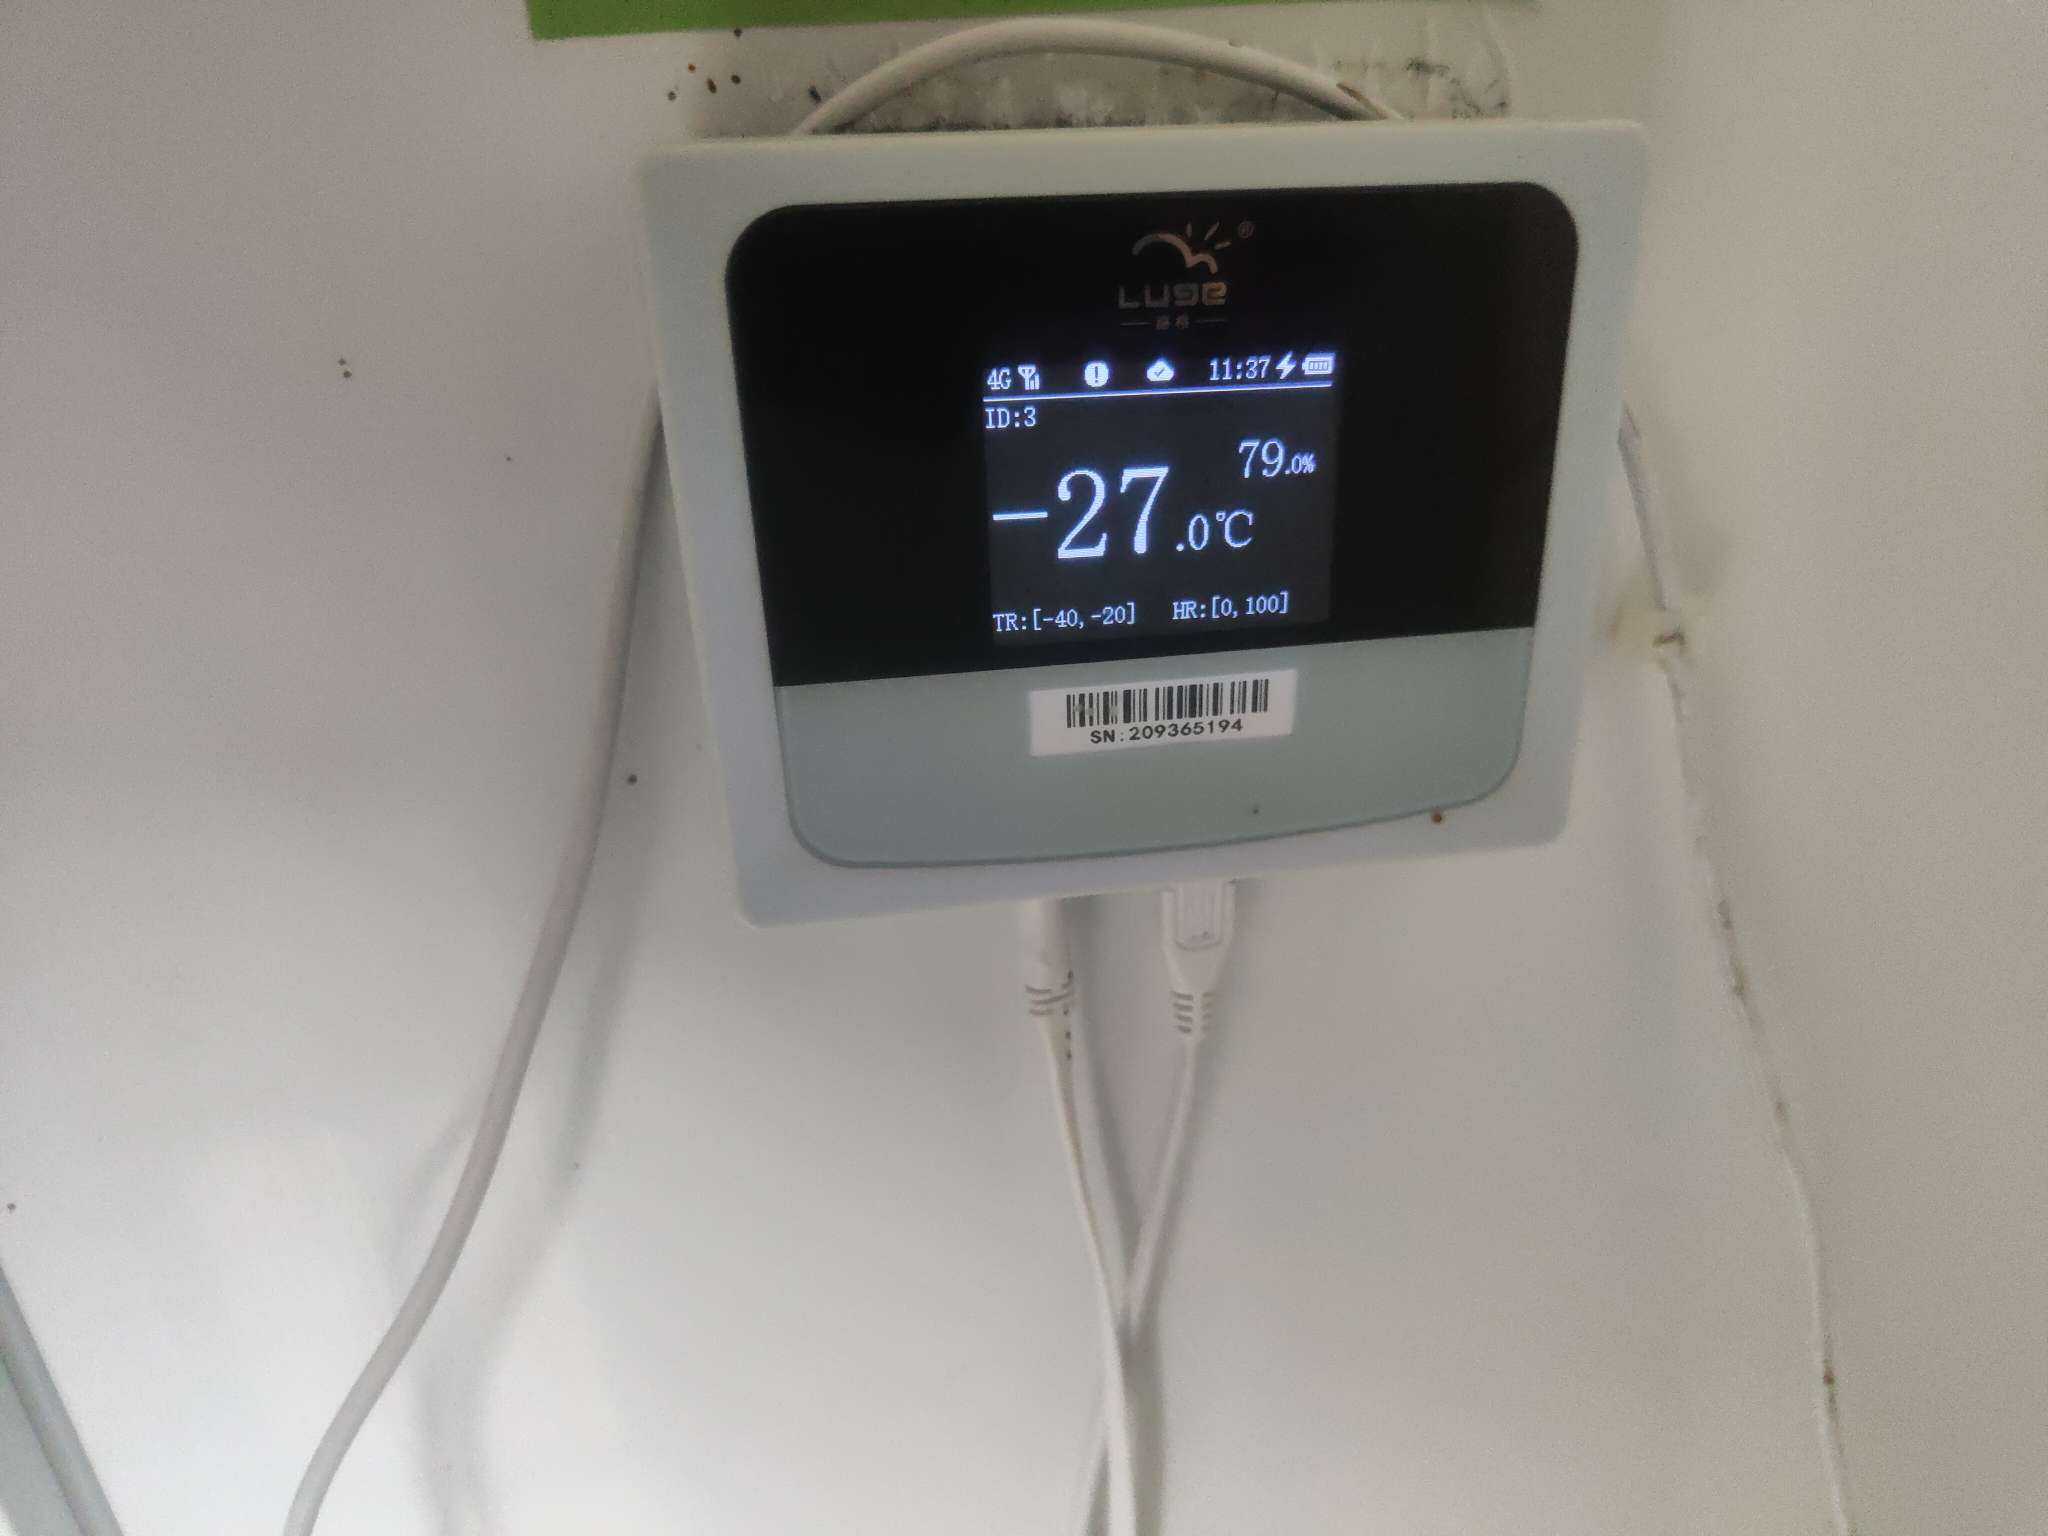 ®
LUGE
路格
4G 11:37
ID:3
79.0%
-27.0℃
TR:[-40,-20] HR:[0,100]
SN:209365194